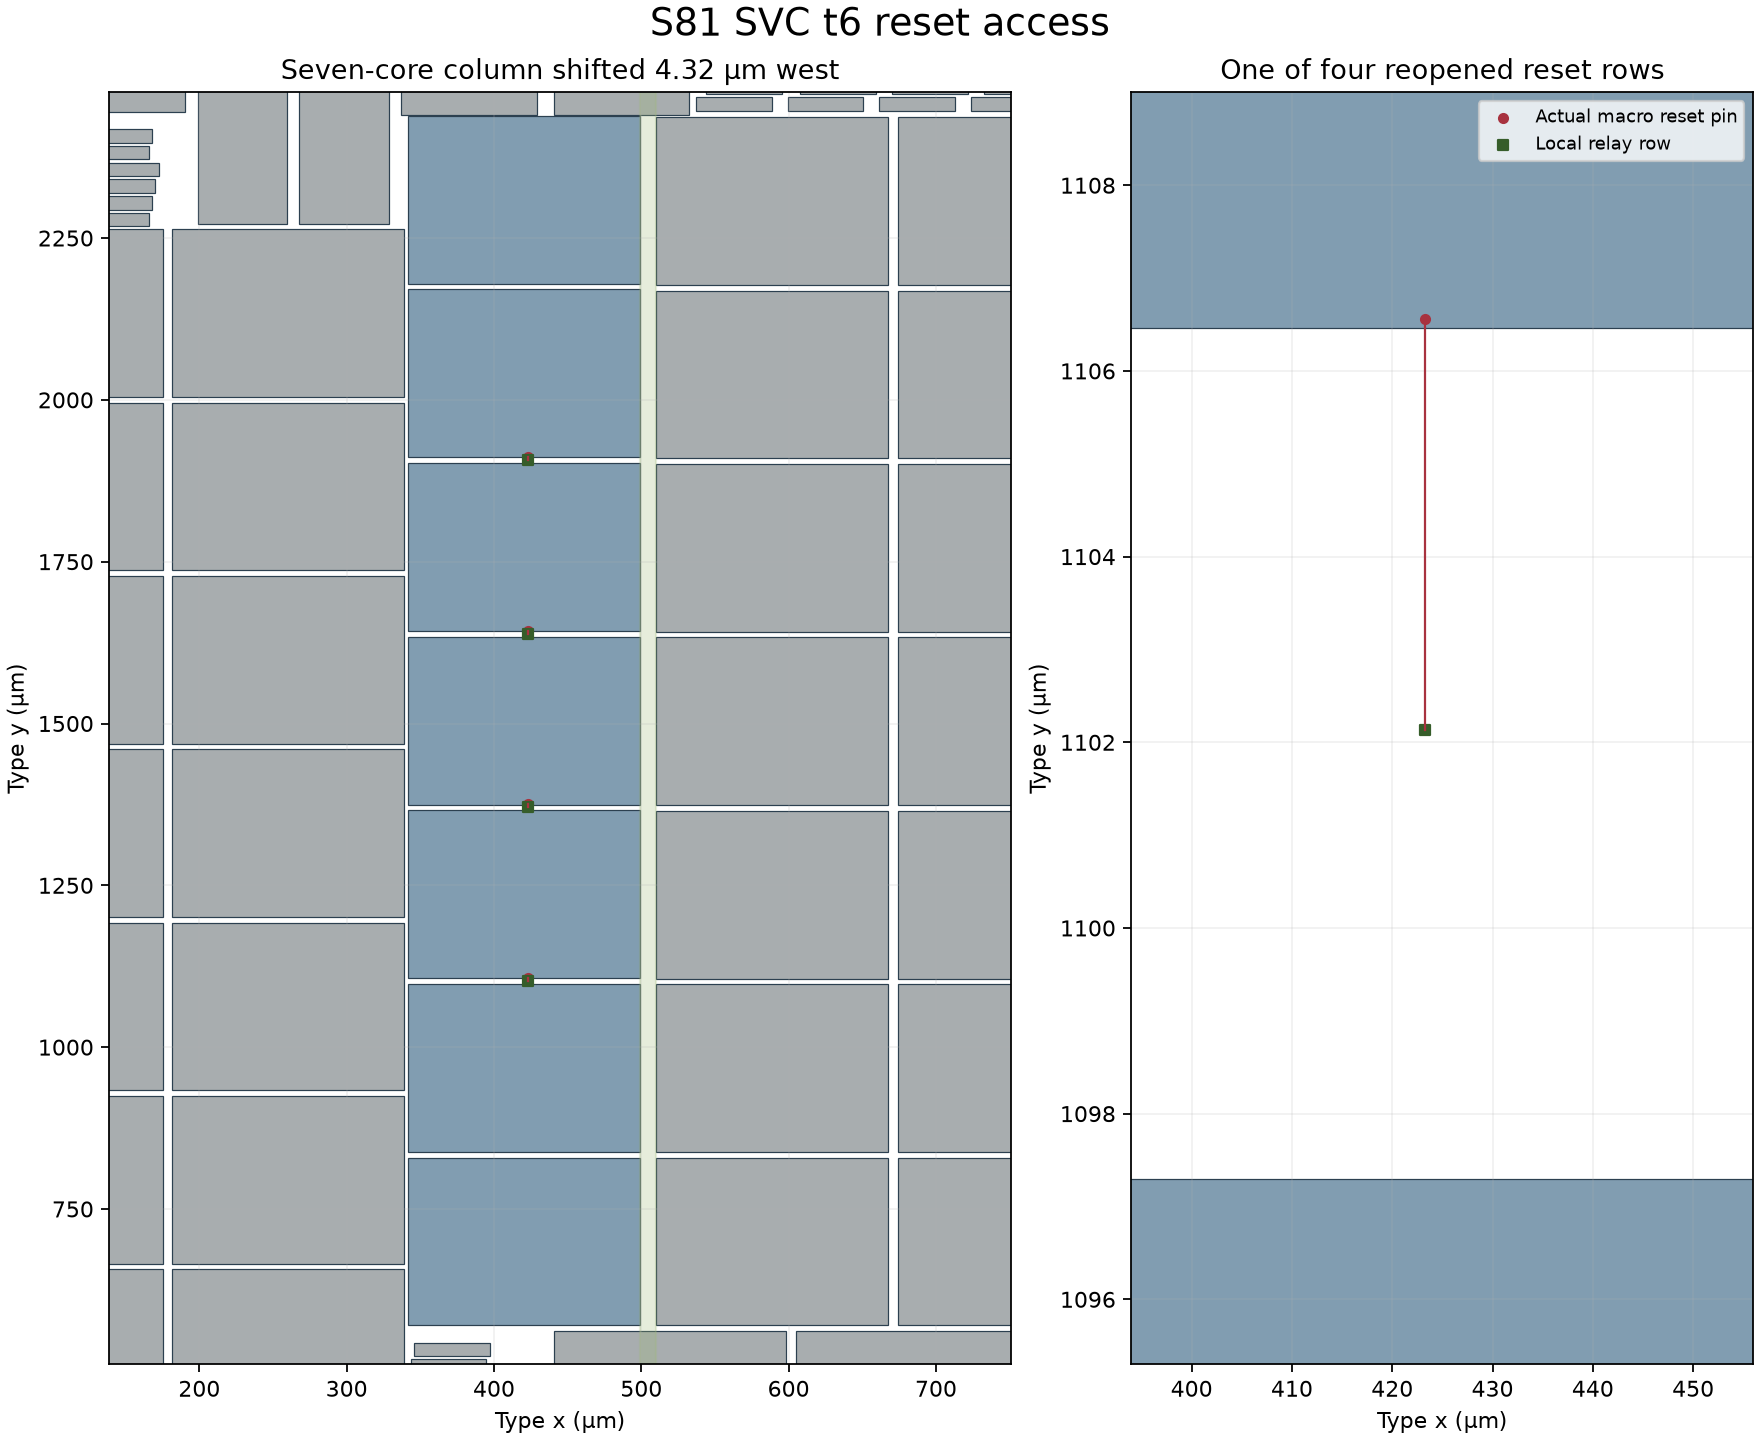 S81 SVC t6 reset access
Seven-core column shifted 4.32 µm west
Type y (µm)
2250
2000
1750
1500
1250
1000
750
200 300 400 500 600 700
Type x (µm)
One of four reopened reset rows
Actual macro reset pin
Local relay row
Type y (µm)
1108
1106
1104
1102
1100
1098
1096
400 410 420 430 440 450
Type x (µm)